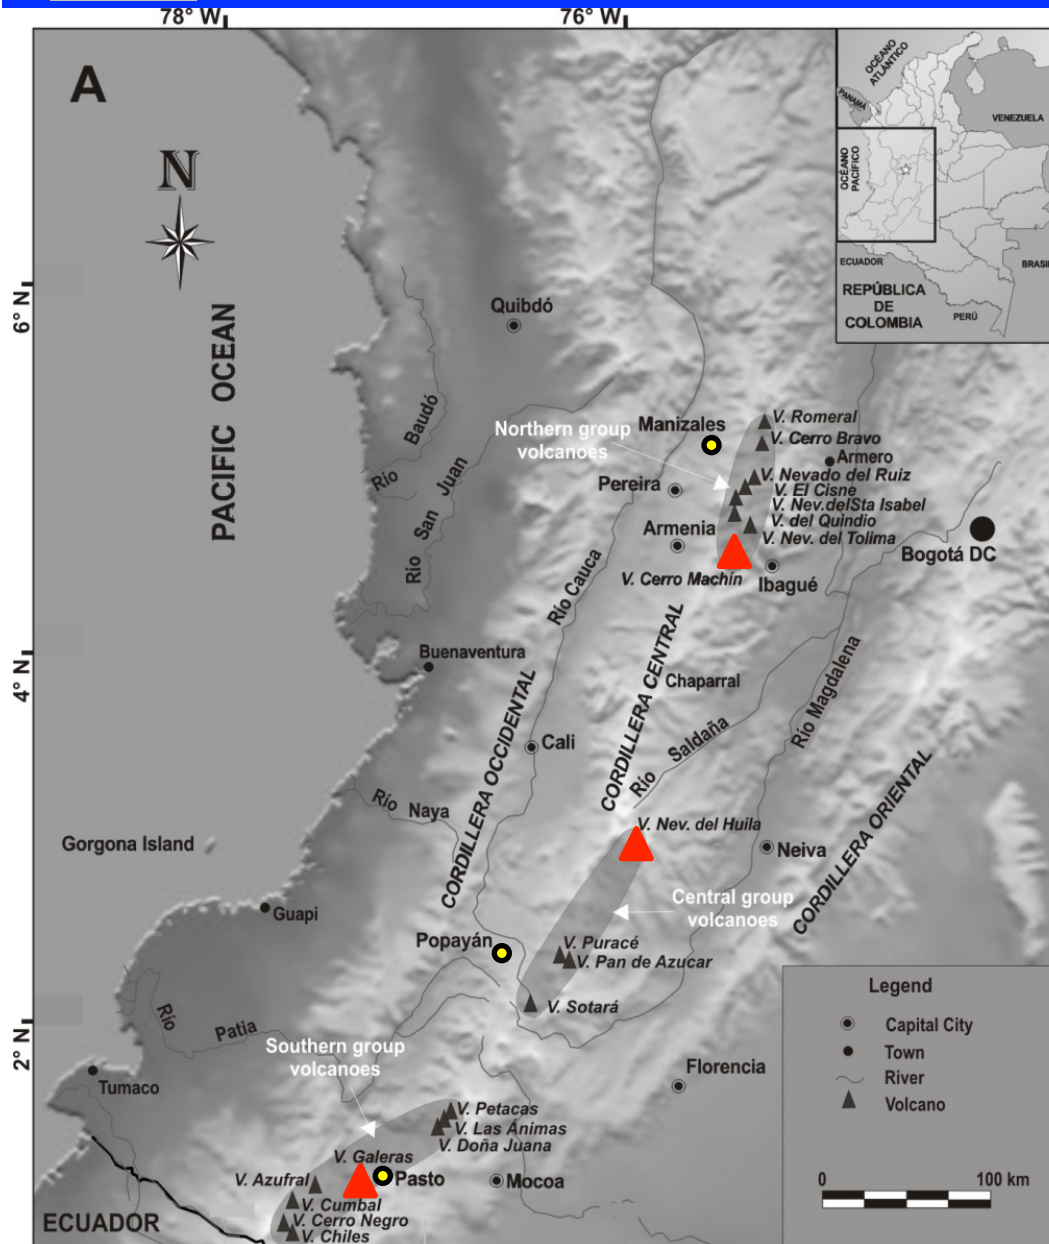 78° W
76° W
A
N
6° N
4° N
2° N
PACIFIC OCEAN
OCÉANO
ATLÁNTICO
PANAMÁ
VENEZUELA
OCÉANO
PACÍFICO
ECUADOR
BRASIL
REPÚBLICA
DE
COLOMBIA
PERÚ
Quibdó
Río Baudó
Río San Juan
Manizales
Northern group
volcanoes
V. Romeral
V. Cerro Bravo
Armero
V. Nevado del Ruiz
V. El Cisne
V. Nev.delSta Isabel
V. del Quindio
V. Nev. del Tolima
Pereira
Armenia
Bogotá DC
V. Cerro Machín
Ibagué
Río Cauca
Buenaventura
CORDILLERA CENTRAL
Chaparral
Río Magdalena
CORDILLERA OCCIDENTAL
Cali
Río Saldaña
Río Naya
V. Nev. del Huila
Gorgona Island
Neiva
CORDILLERA ORIENTAL
Central group
volcanoes
Guapi
Popayán
V. Puracé
V. Pan de Azucar
V. Sotará
Río Patia
Southern group
volcanoes
Florencia
Tumaco
V. Petacas
V. Las Ánimas
V. Doña Juana
V. Galeras
V. Azufral
Pasto
Mocoa
V. Cumbal
V. Cerro Negro
V. Chiles
ECUADOR
Legend
Capital City
Town
River
Volcano
0 100 km